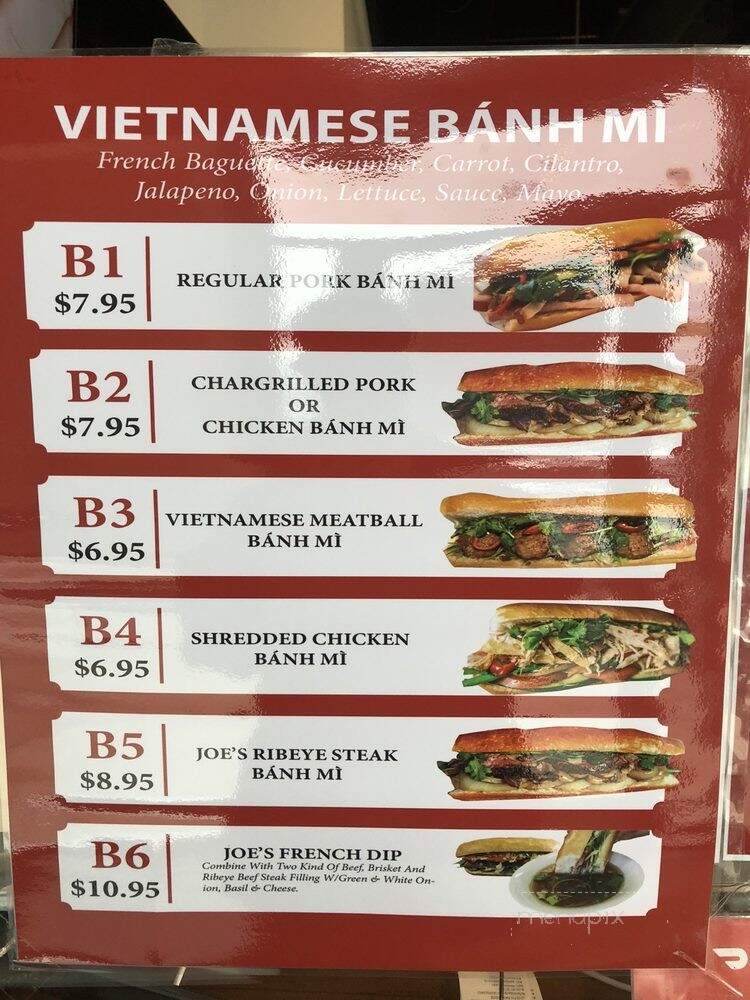 VIETNAMESE BÁNH MÌ
French Baguette, Cucumber, Carrot, Cilantro,
Jalapeno, Onion, Lettuce, Sauce, Mayo.
B1
$7.95
REGULAR PORK BÁNH MÌ
B2
$7.95
CHARGRILLED PORK
OR
CHICKEN BÁNH MÌ
B3
$6.95
VIETNAMESE MEATBALL
BÁNH MÌ
B4
$6.95
SHREDDED CHICKEN
BÁNH MÌ
B5
$8.95
JOE'S RIBEYE STEAK
BÁNH MÌ
B6
$10.95
JOE'S FRENCH DIP
Combine With Two Kind Of Beef, Brisket And
Ribeye Beef Steak Filling W/Green & White On-
ion, Basil & Cheese.
menupix